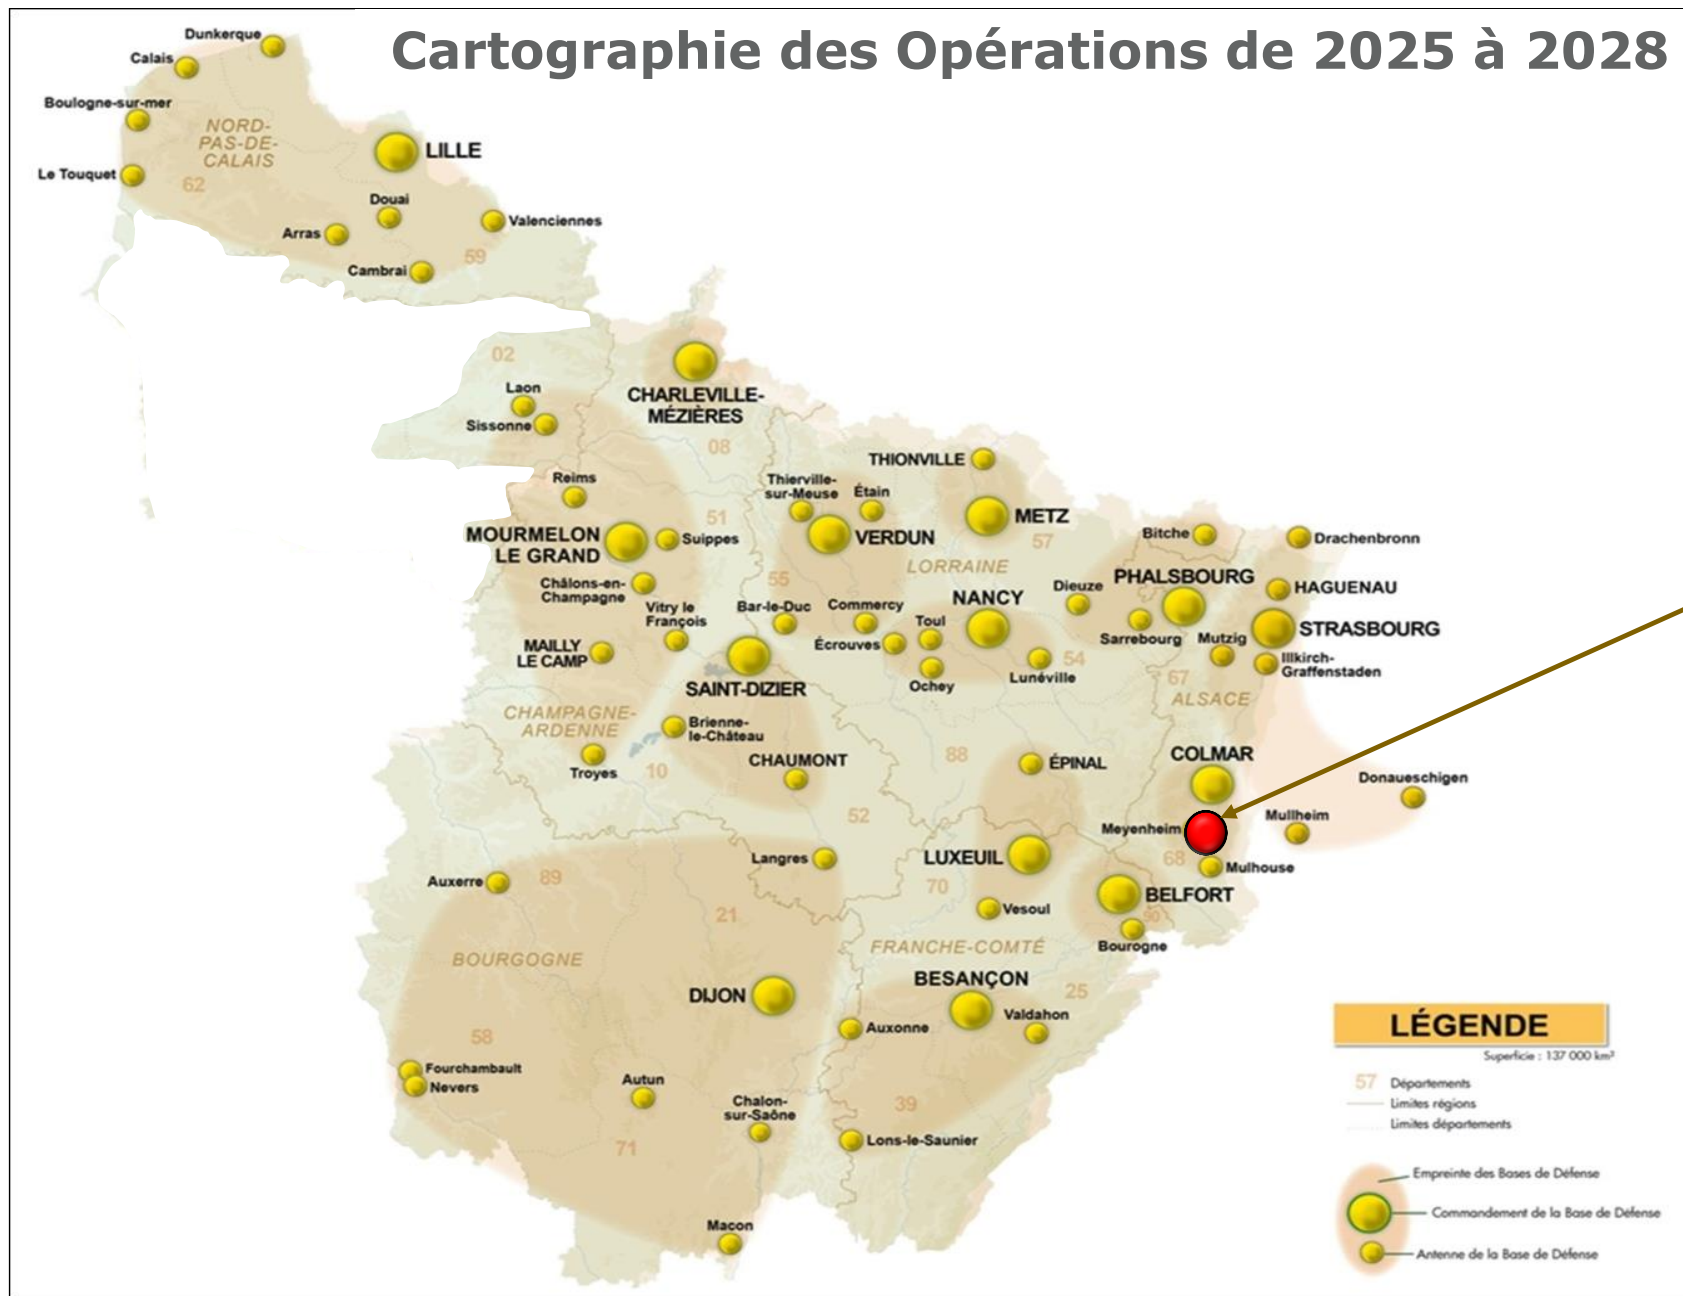 Cartographie des Opérations de 2025 à 2028
Dunkerque
Calais
Boulogne-sur-mer
NORD-
PAS-DE-
CALAIS
LILLE
Le Touquet
62
Douai
Valenciennes
Arras
59
Cambrai
02
Laon
Sissonne
CHARLEVILLE-
MÉZIÈRES
08
THIONVILLE
Reims
Thierville-
sur-Meuse
Étain
51
METZ
MOURMELON
LE GRAND
Suippes
VERDUN
57
Bitche
Drachenbronn
LORRAINE
55
Châlons-en-
Champagne
Dieuze
PHALSBOURG
HAGUENAU
Vitry le
François
Bar-le-Duc
Commercy
NANCY
Toul
Écrouves
Sarrebourg
Mutzig
STRASBOURG
MAILLY
LE CAMP
Illkirch-
Graffenstaden
54
Lunéville
Ochey
67
SAINT-DIZIER
ALSACE
CHAMPAGNE-
ARDENNE
Brienne-
le-Château
88
COLMAR
CHAUMONT
ÉPINAL
Troyes
10
Donaueschigen
52
Mullheim
Meyenheim
Langres
LUXEUIL
68
Mulhouse
Auxerre
89
70
BELFORT
21
Vesoul
90
Bourogne
FRANCHE-COMTÉ
BOURGOGNE
BESANÇON
DIJON
25
Valdahon
Auxonne
58
Fourchambault
Nevers
Autun
Chalon-
sur-Saône
39
71
Lons-le-Saunier
Macon
LÉGENDE
Superficie : 137 000 km²
57 Départements
Limites régions
Limites départements
Empreinte des Bases de Défense
Commandement de la Base de Défense
Antenne de la Base de Défense